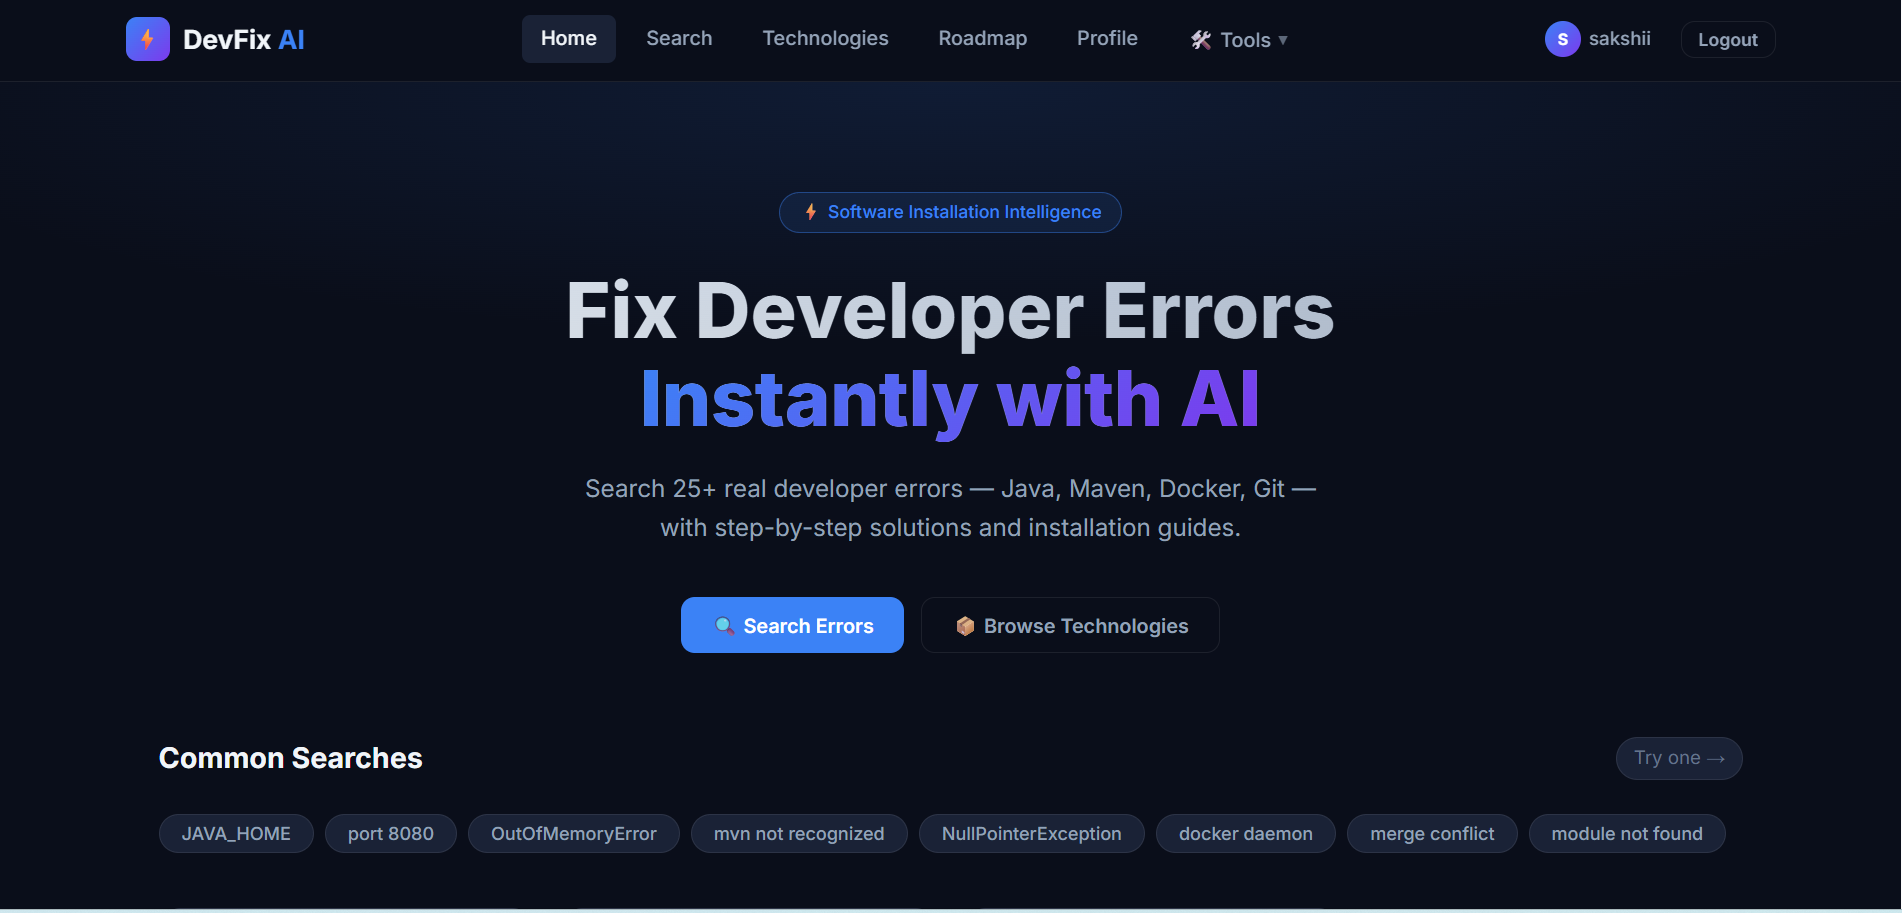 DevFix AI
Home
Search
Technologies
Roadmap
Profile
Tools ▾
S
sakshii
Logout
Software Installation Intelligence
Fix Developer Errors
Instantly with AI
Search 25+ real developer errors — Java, Maven, Docker, Git —
with step-by-step solutions and installation guides.
Search Errors
Browse Technologies
Common Searches
Try one →
JAVA_HOME
port 8080
OutOfMemoryError
mvn not recognized
NullPointerException
docker daemon
merge conflict
module not found